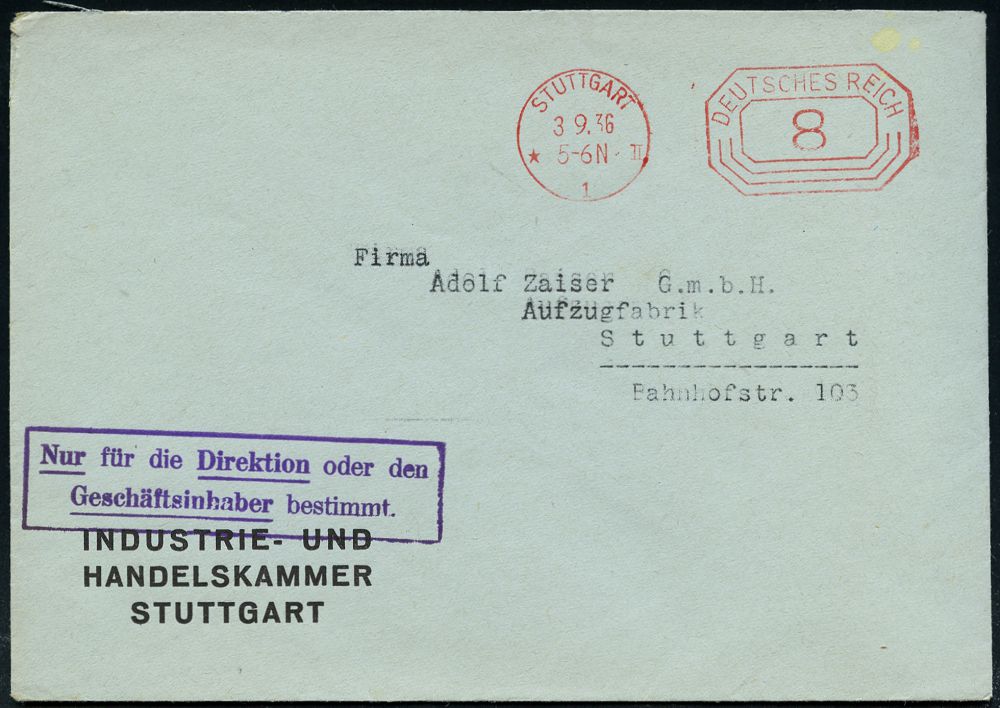 STUTTGART
3 9.36
★ 5-6N II
1
DEUTSCHES REICH
8
Firma
Adolf Zaiser G.m.b.H.
Aufzugfabrik
Stuttgart
Bahnhofstr. 103
Nur für die Direktion oder den
Geschäftsinhaber bestimmt.
INDUSTRIE- UND
HANDELSKAMMER
STUTTGART